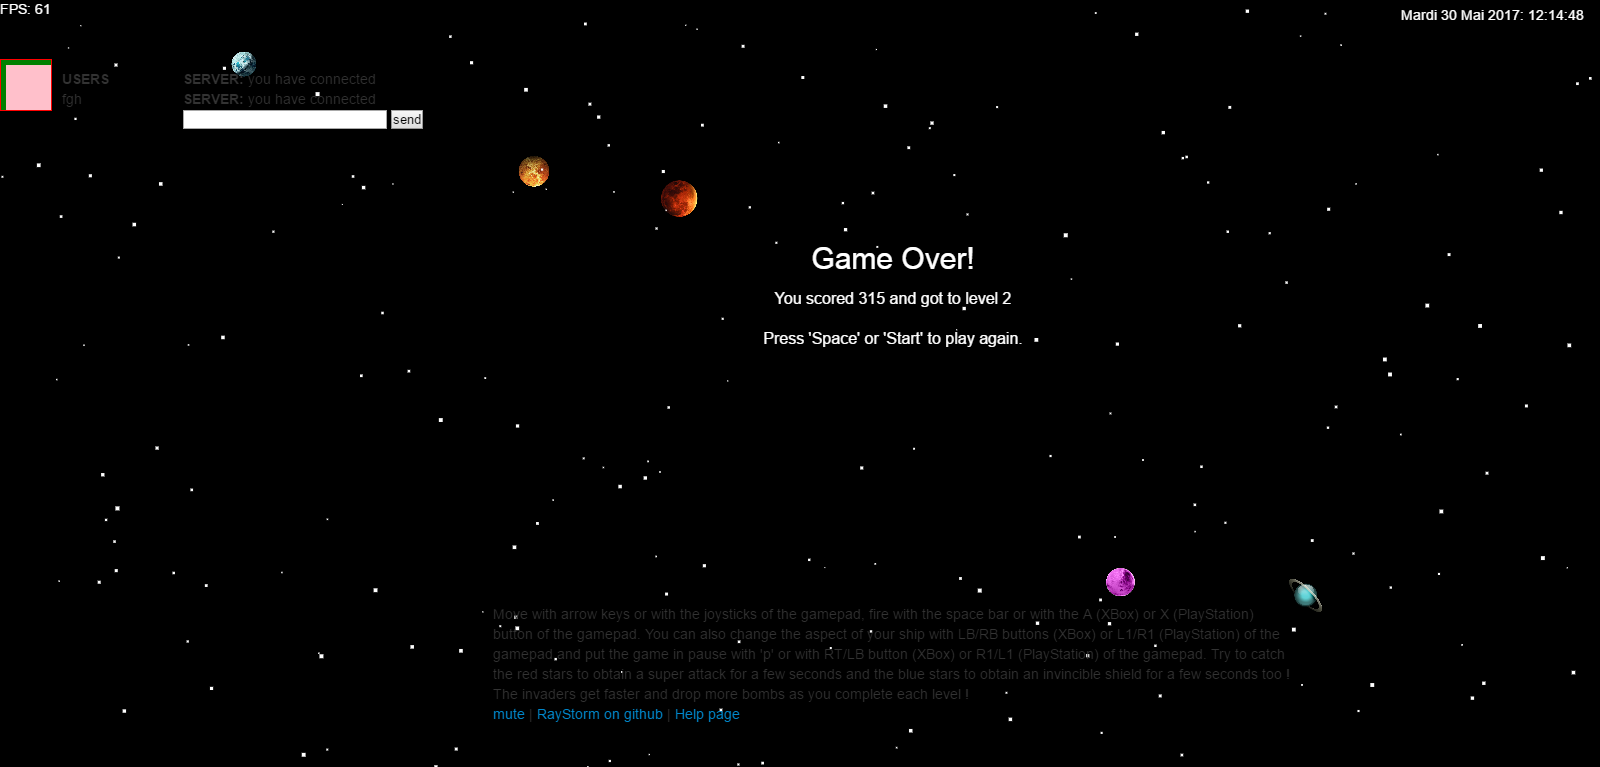 FPS: 61
Mardi 30 Mai 2017: 12:14:48
USERS
fgh
SERVER: you have connected
SERVER: you have connected
send
Game Over!
You scored 315 and got to level 2
Press 'Space' or 'Start' to play again.
Move with arrow keys or with the joysticks of the gamepad, fire with the space bar or with the A (XBox) or X (PlayStation)
button of the gamepad. You can also change the aspect of your ship with LB/RB buttons (XBox) or L1/R1 (PlayStation) of the
gamepad and put the game in pause with 'p' or with RT/LB button (XBox) or R1/L1 (PlayStation) of the gamepad. Try to catch
the red stars to obtain a super attack for a few seconds and the blue stars to obtain an invincible shield for a few seconds too !
The invaders get faster and drop more bombs as you complete each level !
mute | RayStorm on github | Help page